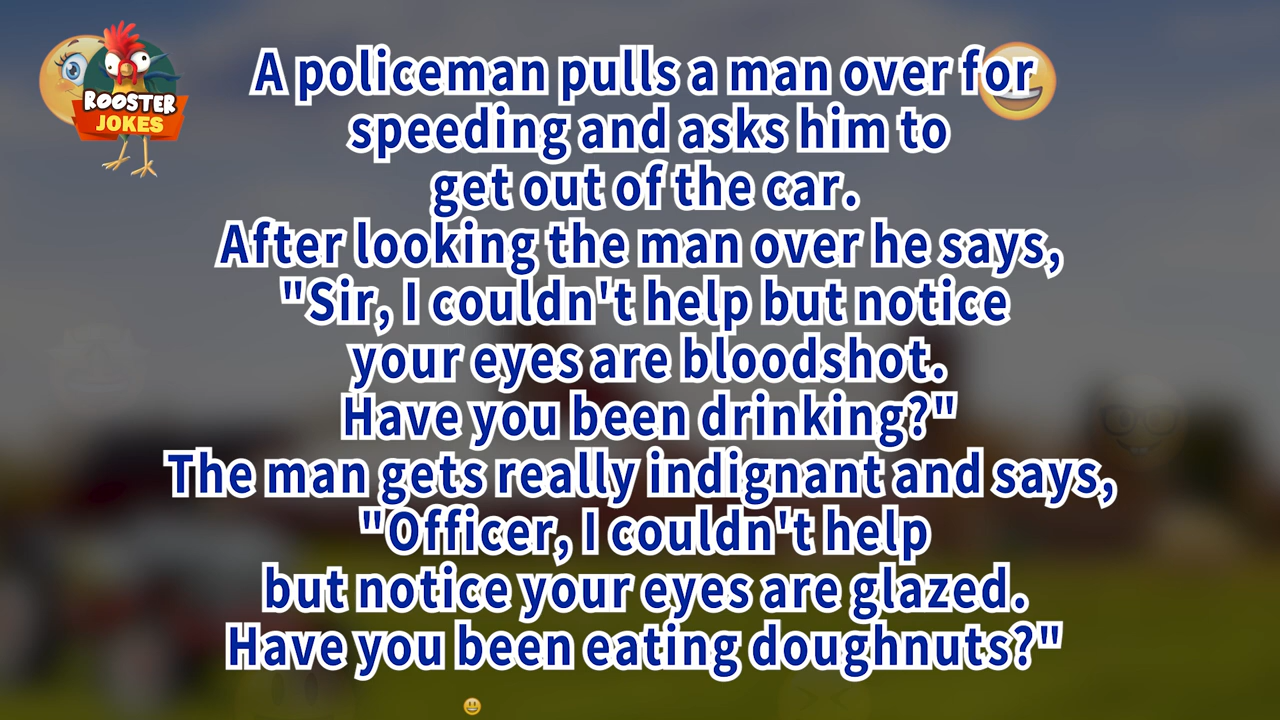 ROOSTER
JOKES
A policeman pulls a man over for
speeding and asks him to
get out of the car.
After looking the man over he says,
"Sir, I couldn't help but notice
your eyes are bloodshot.
Have you been drinking?"
The man gets really indignant and says,
"Officer, I couldn't help
but notice your eyes are glazed.
Have you been eating doughnuts?"